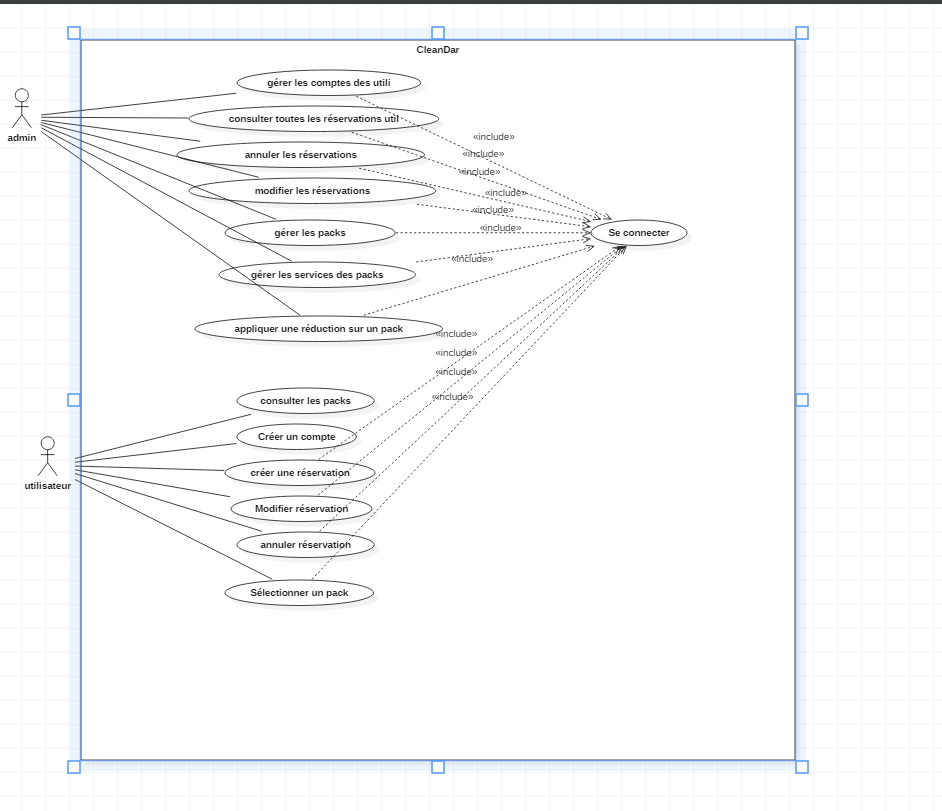 CleanDar
gérer les comptes des utili
admin
consulter toutes les réservations util
«include»
annuler les réservations
«include»
«include»
modifier les réservations
«include»
«include»
gérer les packs
«include»
Se connecter
«include»
gérer les services des packs
appliquer une réduction sur un pack
«include»
«include»
«include»
«include»
consulter les packs
Créer un compte
créer une réservation
utilisateur
Modifier réservation
annuler réservation
Sélectionner un pack